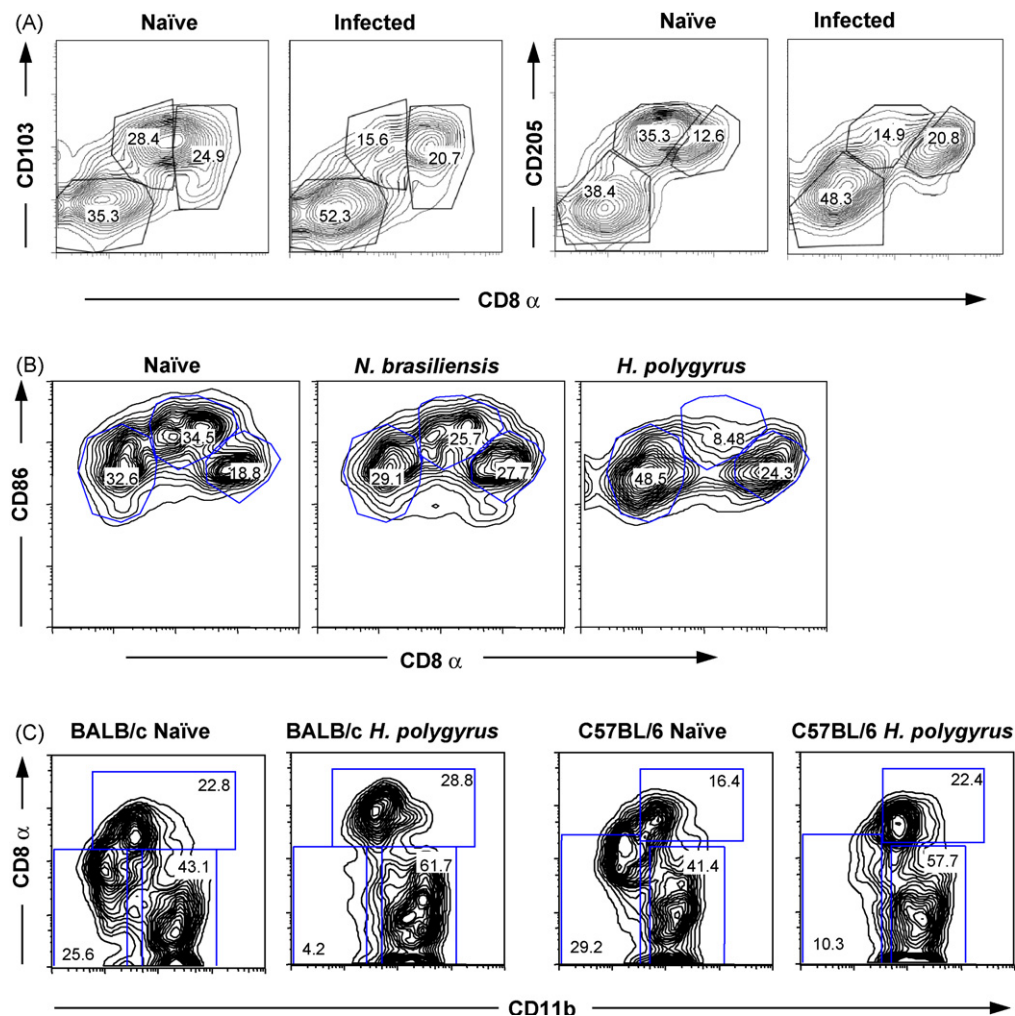 (A)
Naïve
Infected
Naïve
Infected
CD103
28.4
24.9
35.3
15.6
20.7
52.3
CD205
35.3
12.6
38.4
14.9
20.8
48.3
CD8 α
(B)
Naïve
N. brasiliensis
H. polygyrus
CD86
34.5
32.6
18.8
25.7
29.1
27.7
8.48
48.5
24.3
CD8 α
(C)
BALB/c Naïve
BALB/c H. polygyrus
C57BL/6 Naïve
C57BL/6 H. polygyrus
CD8 α
22.8
43.1
25.6
28.8
61.7
4.2
16.4
41.4
29.2
22.4
57.7
10.3
CD11b